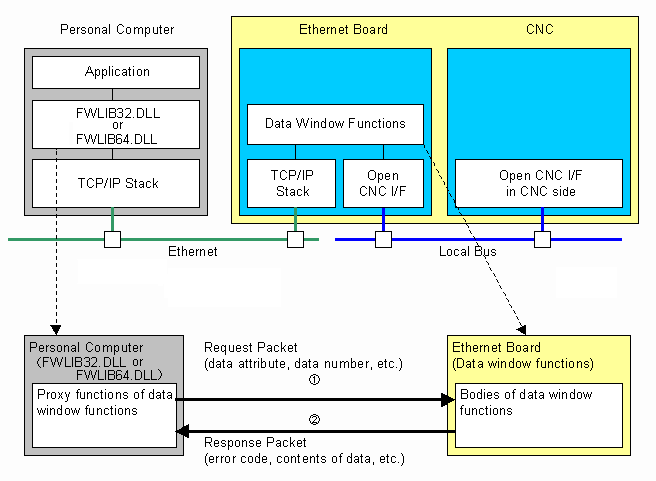 Personal Computer
Ethernet Board
CNC
Application
FWLIB32.DLL
or
FWLIB64.DLL
TCP/IP Stack
Data Window Functions
TCP/IP
Stack
Open
CNC I/F
Open CNC I/F
in CNC side
Ethernet
Local Bus
Personal Computer
(FWLIB32.DLL or
FWLIB64.DLL)
Proxy functions of data
window functions
Request Packet
(data attribute, data number, etc.)
①
②
Response Packet
(error code, contents of data, etc.)
Ethernet Board
(Data window functions)
Bodies of data window
functions